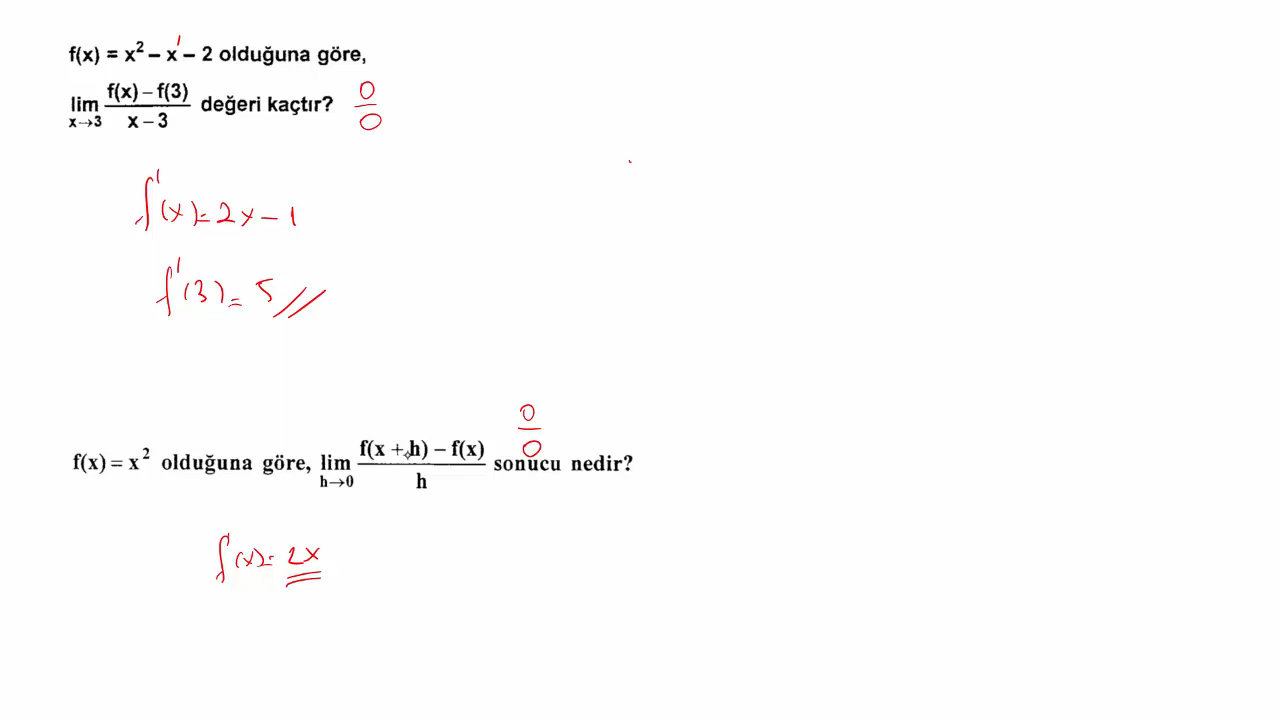 f(x) = x² – x¹ – 2 olduğuna göre,
lim x→3 (f(x) – f(3))/(x – 3) değeri kaçtır? 0/0
f'(x) = 2x – 1
f'(3) = 5 //
f(x) = x² olduğuna göre, lim h→0 (f(x + h) – f(x))/h sonucu nedir? 0/0
f'(x) = 2x